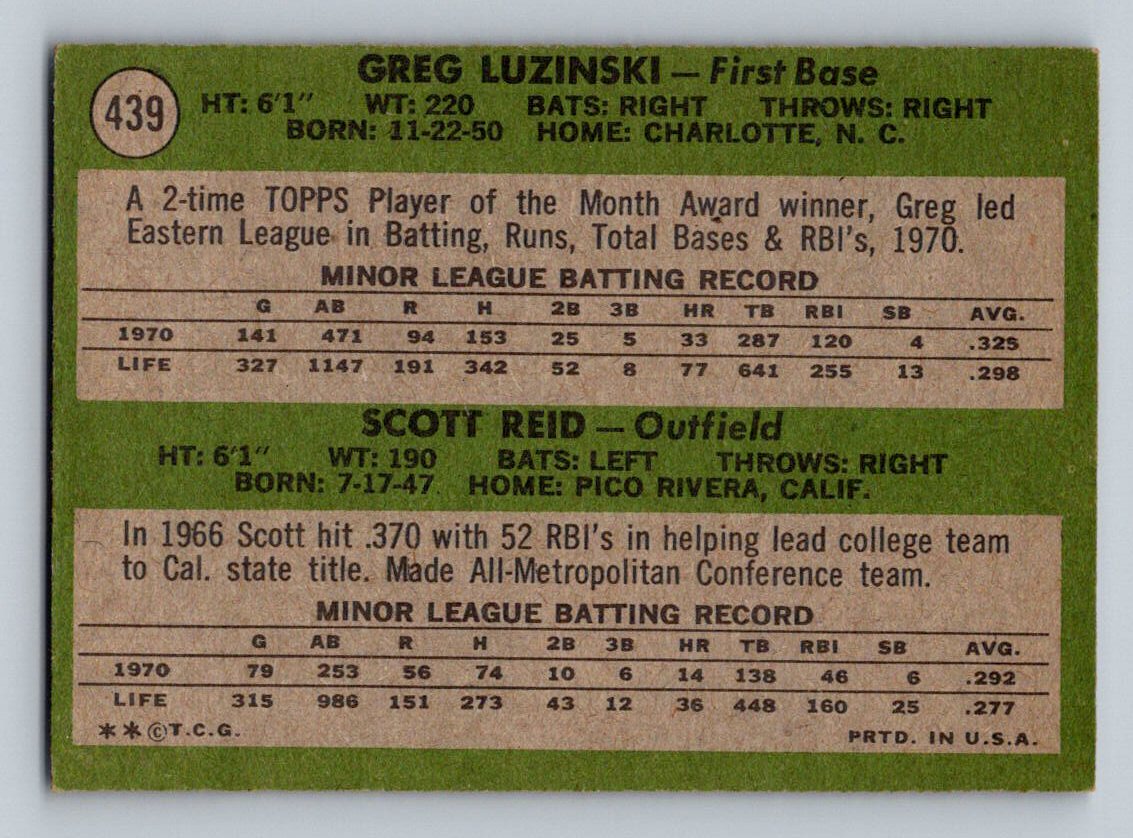 439
GREG LUZINSKI — First Base
HT: 6'1" WT: 220 BATS: RIGHT THROWS: RIGHT
BORN: 11-22-50 HOME: CHARLOTTE, N. C.
A 2-time TOPPS Player of the Month Award winner, Greg led
Eastern League in Batting, Runs, Total Bases & RBI's, 1970.
MINOR LEAGUE BATTING RECORD
G AB R H 2B 3B HR TB RBI SB AVG.
1970 141 471 94 153 25 5 33 287 120 4 .325
LIFE 327 1147 191 342 52 8 77 641 255 13 .298
SCOTT REID — Outfield
HT: 6'1" WT: 190 BATS: LEFT THROWS: RIGHT
BORN: 7-17-47 HOME: PICO RIVERA, CALIF.
In 1966 Scott hit .370 with 52 RBI's in helping lead college team
to Cal. state title. Made All-Metropolitan Conference team.
MINOR LEAGUE BATTING RECORD
G AB R H 2B 3B HR TB RBI SB AVG.
1970 79 253 56 74 10 6 14 138 46 6 .292
LIFE 315 986 151 273 43 12 36 448 160 25 .277
**©T.C.G. PRTD. IN U.S.A.